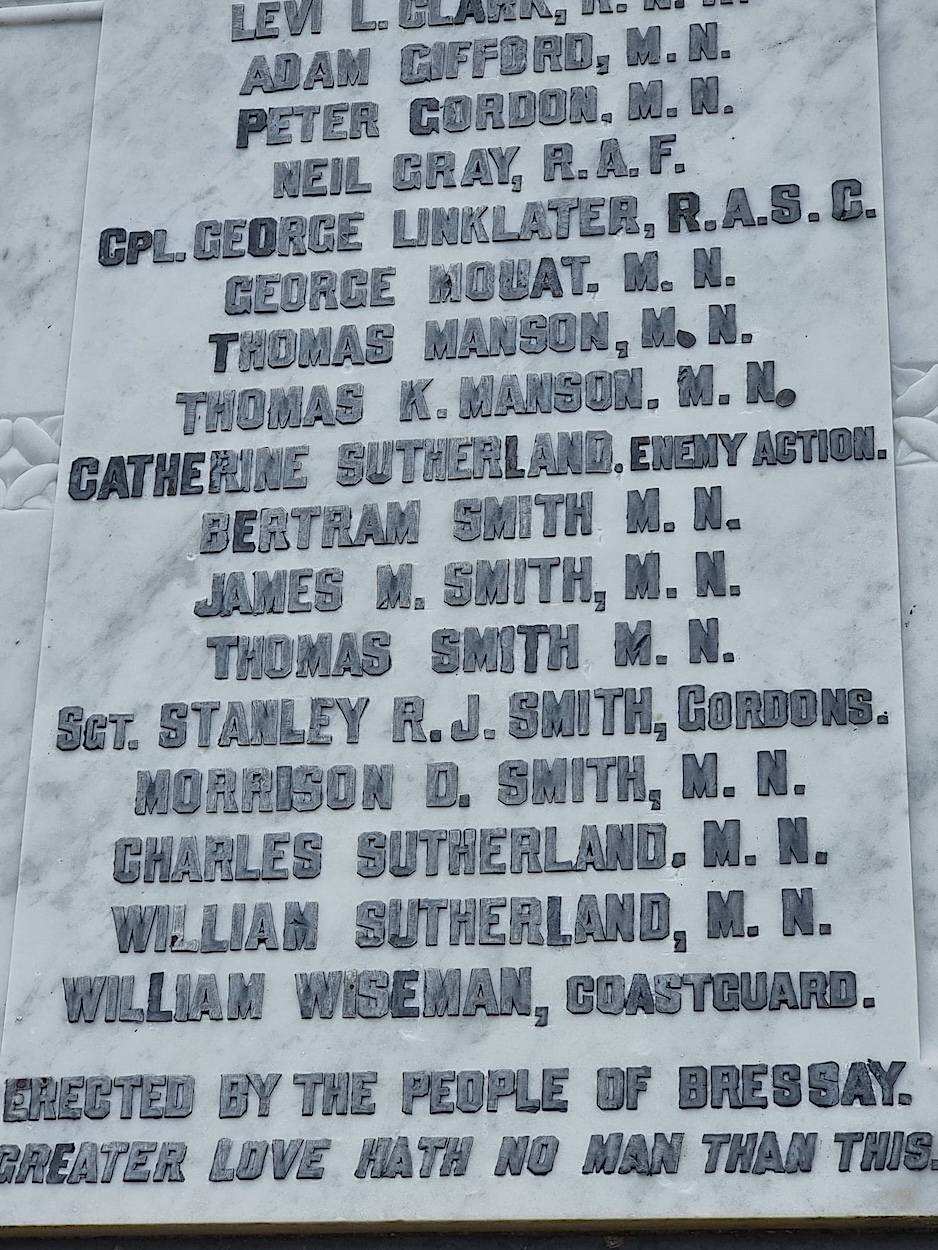 LEVI L. CLARK, R. N. R.
ADAM GIFFORD, M. N.
PETER GORDON. M. N.
NEIL GRAY, R. A. F.
CPL. GEORGE LINKLATER, R.A.S.C.
GEORGE MOUAT. M. N.
THOMAS MANSON, M. N.
THOMAS K. MANSON. M. N.
CATHERINE SUTHERLAND. ENEMY ACTION.
BERTRAM SMITH M. N.
JAMES M. SMITH, M. N.
THOMAS SMITH M. N.
SGT. STANLEY R. J. SMITH, GORDONS.
MORRISON D. SMITH, M. N.
CHARLES SUTHERLAND. M. N.
WILLIAM SUTHERLAND, M. N.
WILLIAM WISEMAN, COASTGUARD.
ERECTED BY THE PEOPLE OF BRESSAY.
GREATER LOVE HATH NO MAN THAN THIS.